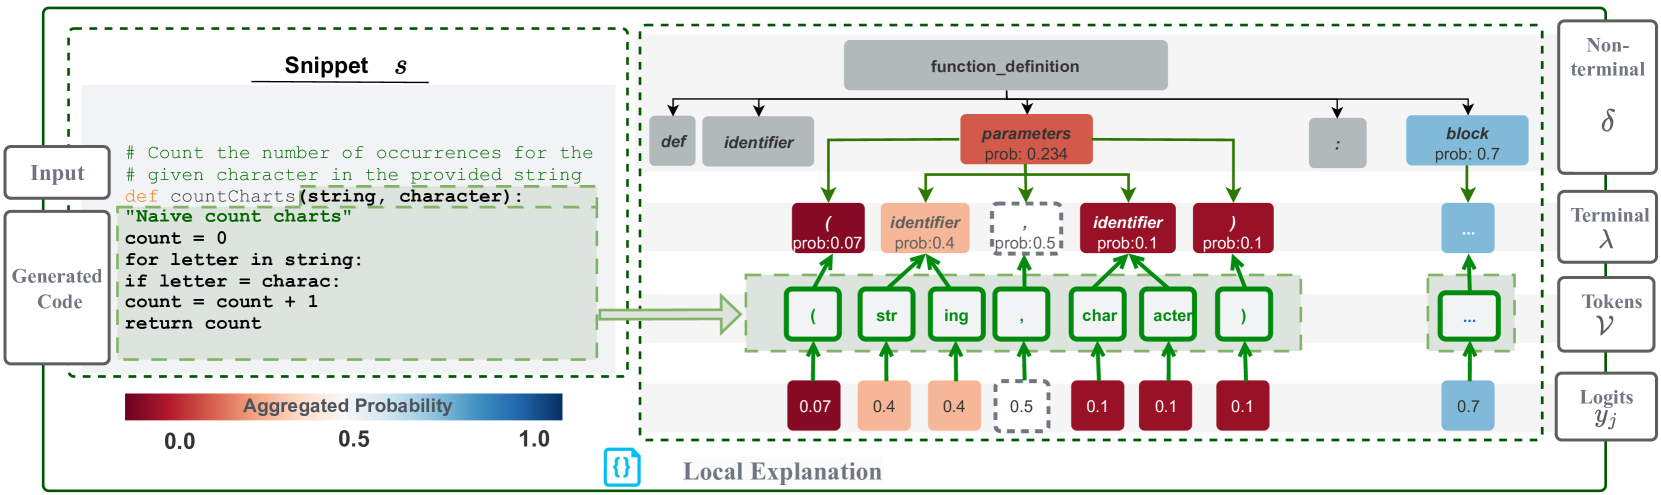 Snippet s
Input
# Count the number of occurrences for the
# given character in the provided string
def countCharts(string, character):
"Naive count charts"
count = 0
for letter in string:
if letter = charac:
count = count + 1
return count
Generated
Code
Aggregated Probability
0.0
0.5
1.0
function_definition
def
identifier
parameters
prob: 0.234
:
block
prob: 0.7
(
prob:0.07
identifier
prob:0.4
,
prob:0.5
identifier
prob:0.1
)
prob:0.1
...
(
str
ing
,
char
acter
)
...
0.07
0.4
0.4
0.5
0.1
0.1
0.1
0.7
Non-
terminal
δ
Terminal
λ
Tokens
𝒱
Logits
yj
{}
Local Explanation